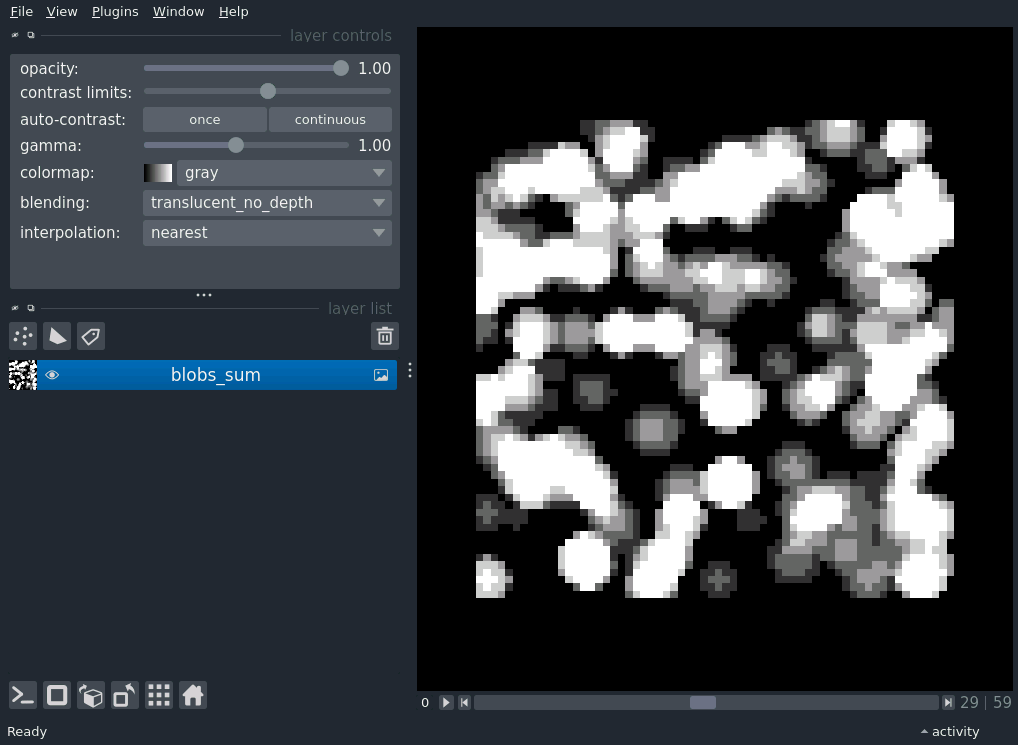 File View Plugins Window Help
layer controls
opacity: 1.00
contrast limits:
auto-contrast: once continuous
gamma: 1.00
colormap: gray
blending: translucent_no_depth
interpolation: nearest
layer list
blobs_sum
0 29 | 59
Ready activity